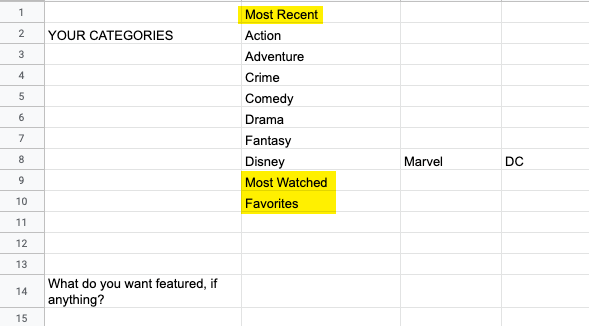 1 Most Recent
2 YOUR CATEGORIES Action
3 Adventure
4 Crime
5 Comedy
6 Drama
7 Fantasy
8 Disney Marvel DC
9 Most Watched
10 Favorites
11
12
13
14 What do you want featured, if
anything?
15